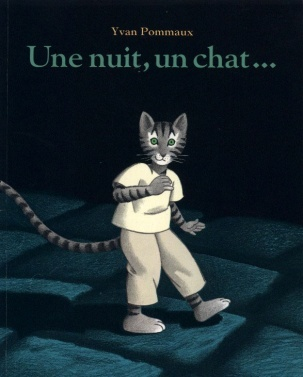 Yvan Pommaux
Une nuit, un chat...